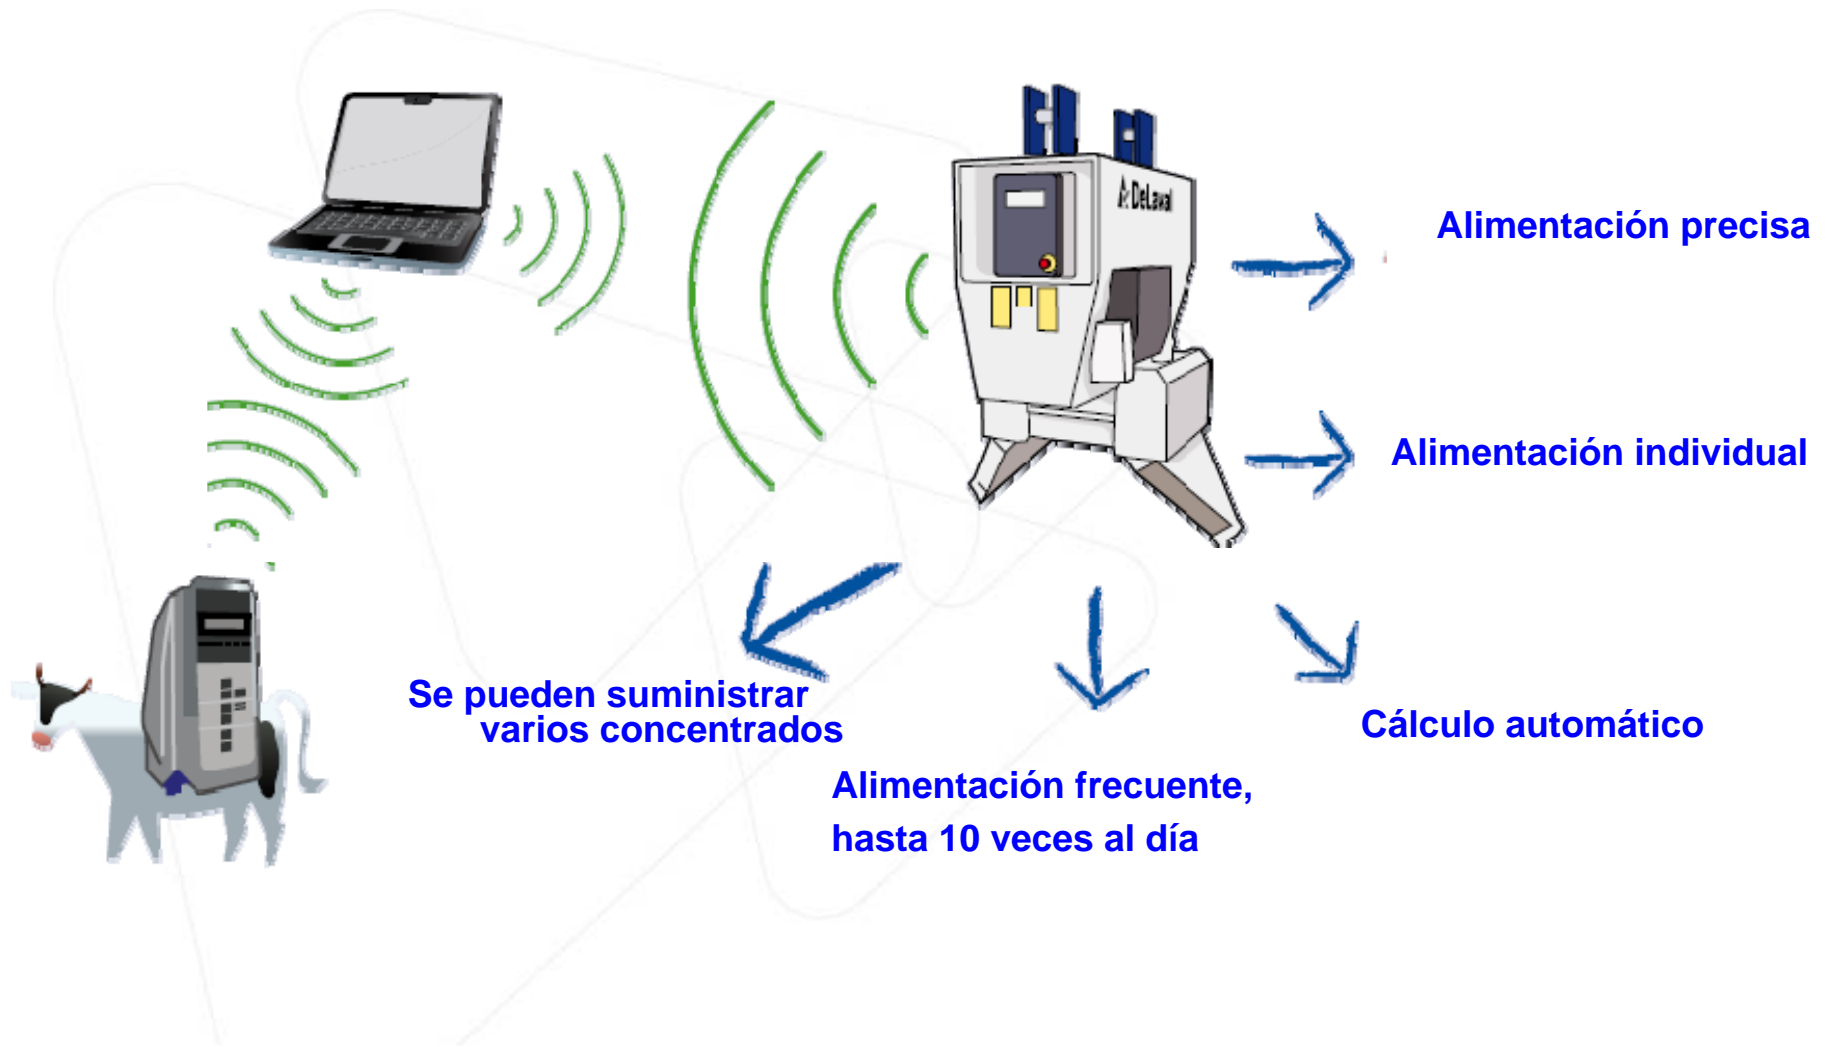 DeLaval
Alimentación precisa
Alimentación individual
Se pueden suministrar
varios concentrados
Cálculo automático
Alimentación frecuente,
hasta 10 veces al día